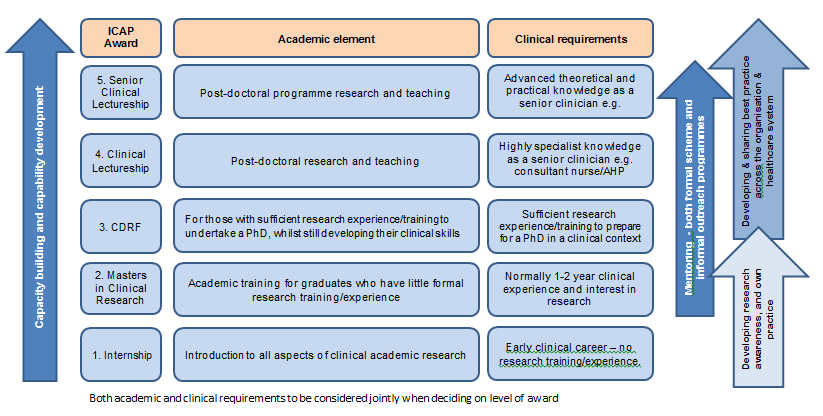 Capacity building and capability development
ICAP
Award
Academic element
Clinical requirements
5. Senior
Clinical
Lectureship
Post-doctoral programme research and teaching
Advanced theoretical and
practical knowledge as a
senior clinician e.g.
4. Clinical
Lectureship
Post-doctoral research and teaching
Highly specialist knowledge
as a senior clinician e.g.
consultant nurse/AHP
3. CDRF
For those with sufficient research experience/training to
undertake a PhD, whilst still developing their clinical skills
Sufficient research
experience/training to prepare
for a PhD in a clinical context
2. Masters
in Clinical
Research
Academic training for graduates who have little formal
research training/experience
Normally 1-2 year clinical
experience and interest in
research
1. Internship
Introduction to all aspects of clinical academic research
Early clinical career – no
research training/experience.
Mentoring - both formal scheme and
informal outreach programmes
Developing & sharing best practice
across the organisation &
healthcare system
Developing research
awareness, and own
practice
Both academic and clinical requirements to be considered jointly when deciding on level of award